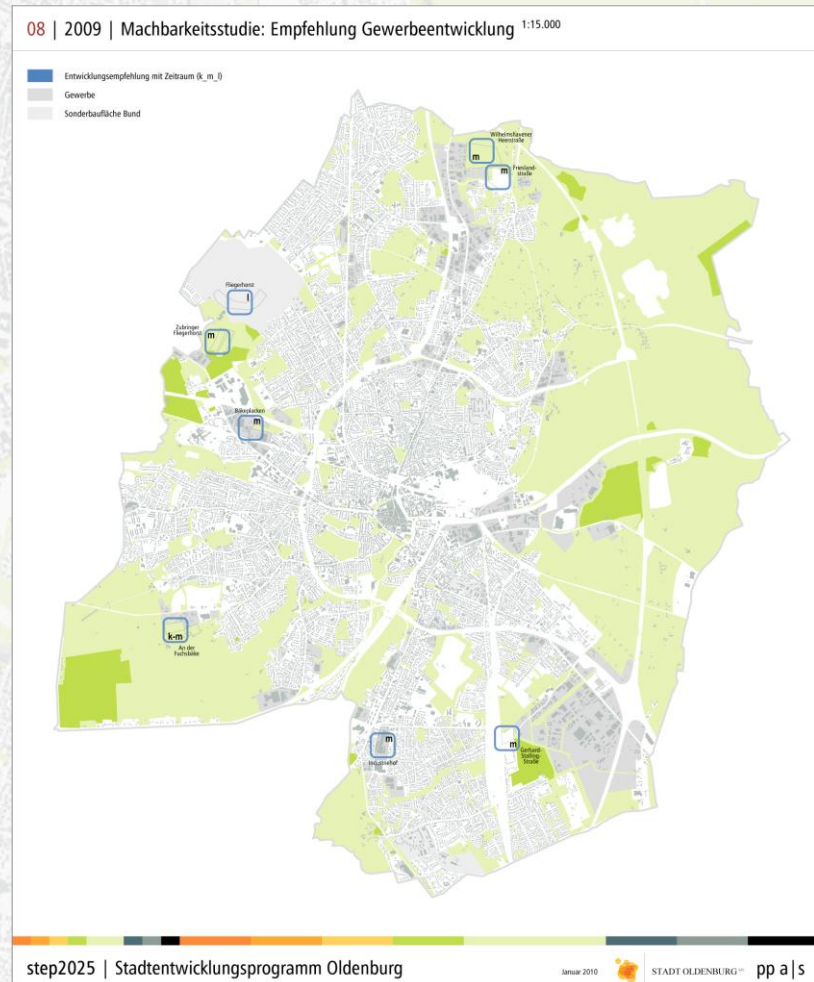 08 | 2009 | Machbarkeitsstudie: Empfehlung Gewerbeentwicklung 1:15.000
Entwicklungsempfehlung mit Zeitraum (k_m_l)
Gewerbe
Sonderbaufläche Bund
Wilhelmshavener
Heerstraße
m
m
Friesland-
straße
Fliegerhorst
l
Zubringer
Fliegerhorst
m
Bäkeplacken
m
k-m
An der
Fuchsbäke
m
Industriehof
m
Gerhard-
Stalling-
Straße
step2025 | Stadtentwicklungsprogramm Oldenburg
Januar 2010
STADT OLDENBURG
pp a|s